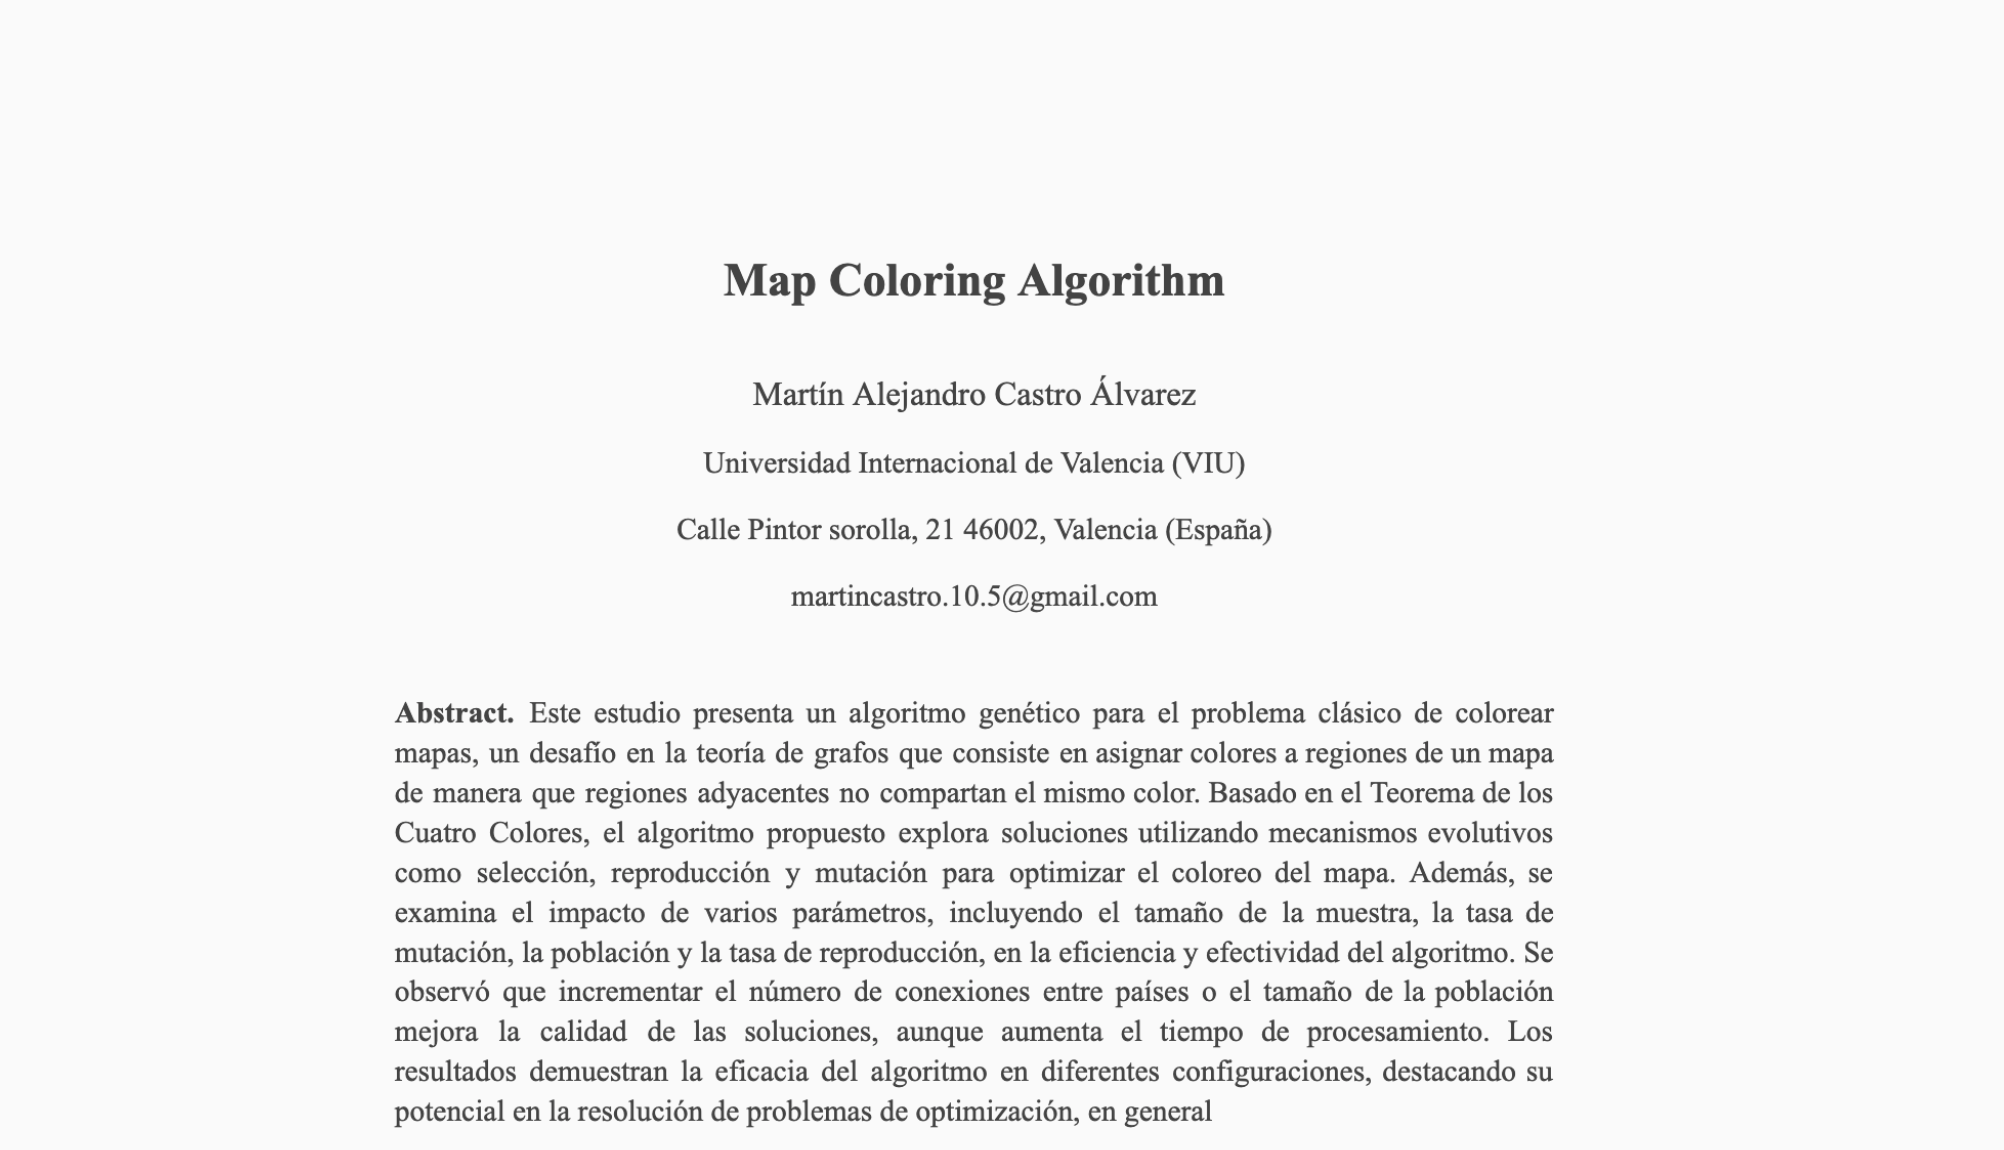 Map Coloring Algorithm
Martín Alejandro Castro Álvarez
Universidad Internacional de Valencia (VIU)
Calle Pintor sorolla, 21 46002, Valencia (España)
martincastro.10.5@gmail.com
Abstract. Este estudio presenta un algoritmo genético para el problema clásico de colorear
mapas, un desafío en la teoría de grafos que consiste en asignar colores a regiones de un mapa
de manera que regiones adyacentes no compartan el mismo color. Basado en el Teorema de los
Cuatro Colores, el algoritmo propuesto explora soluciones utilizando mecanismos evolutivos
como selección, reproducción y mutación para optimizar el coloreo del mapa. Además, se
examina el impacto de varios parámetros, incluyendo el tamaño de la muestra, la tasa de
mutación, la población y la tasa de reproducción, en la eficiencia y efectividad del algoritmo. Se
observó que incrementar el número de conexiones entre países o el tamaño de la población
mejora la calidad de las soluciones, aunque aumenta el tiempo de procesamiento. Los
resultados demuestran la eficacia del algoritmo en diferentes configuraciones, destacando su
potencial en la resolución de problemas de optimización, en general